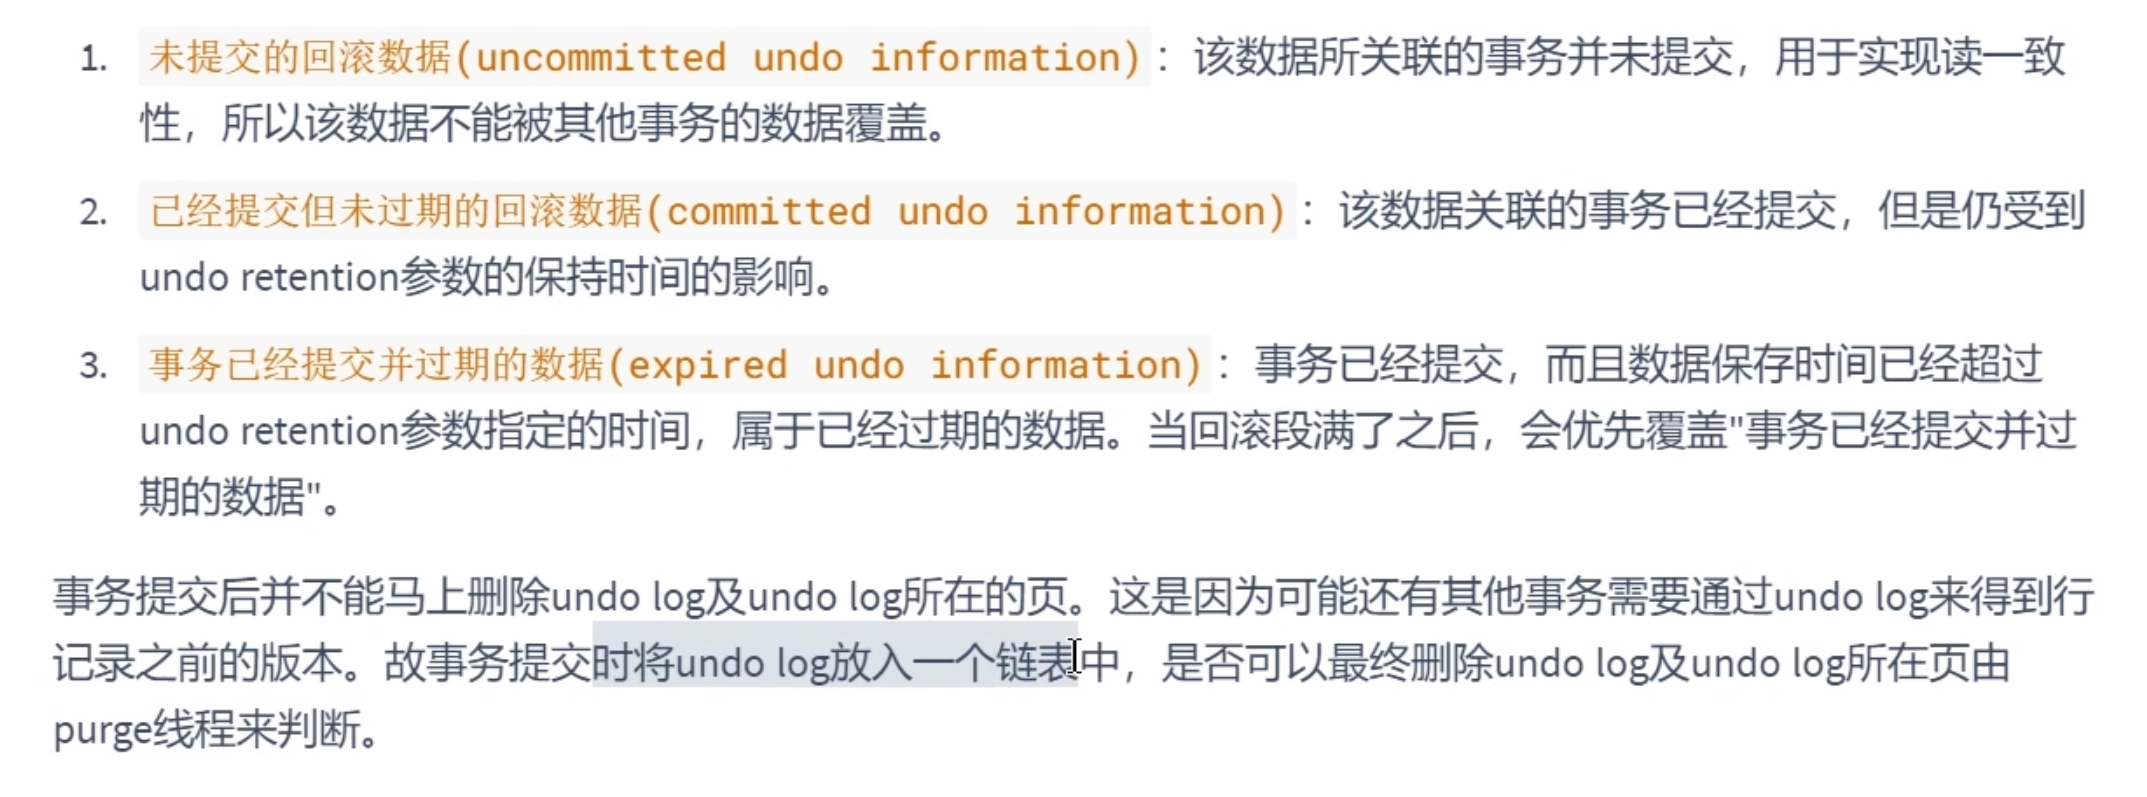 1. 未提交的回滚数据(uncommitted undo information)：该数据所关联的事务并未提交，用于实现读一致
性，所以该数据不能被其他事务的数据覆盖。
2. 已经提交但未过期的回滚数据(committed undo information)：该数据关联的事务已经提交，但是仍受到
undo retention参数的保持时间的影响。
3. 事务已经提交并过期的数据(expired undo information)：事务已经提交，而且数据保存时间已经超过
undo retention参数指定的时间，属于已经过期的数据。当回滚段满了之后，会优先覆盖"事务已经提交并过
期的数据"。
事务提交后并不能马上删除undo log及undo log所在的页。这是因为可能还有其他事务需要通过undo log来得到行
记录之前的版本。故事务提交时将undo log放入一个链表中，是否可以最终删除undo log及undo log所在页由
purge线程来判断。